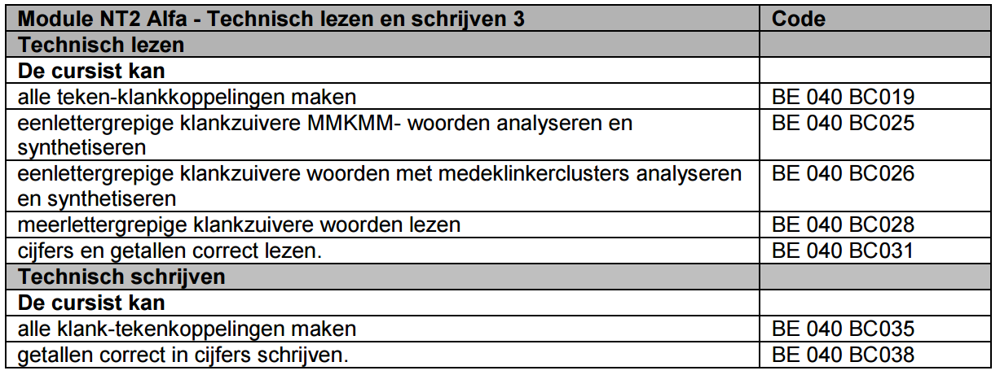 Module NT2 Alfa - Technisch lezen en schrijven 3 Code
Technisch lezen
De cursist kan
alle teken-klankkoppelingen maken BE 040 BC019
eenlettergrepige klankzuivere MMKMM- woorden analyseren en BE 040 BC025
synthetiseren
eenlettergrepige klankzuivere woorden met medeklinkerclusters analyseren BE 040 BC026
en synthetiseren
meerlettergrepige klankzuivere woorden lezen BE 040 BC028
cijfers en getallen correct lezen. BE 040 BC031
Technisch schrijven
De cursist kan
alle klank-tekenkoppelingen maken BE 040 BC035
getallen correct in cijfers schrijven. BE 040 BC038